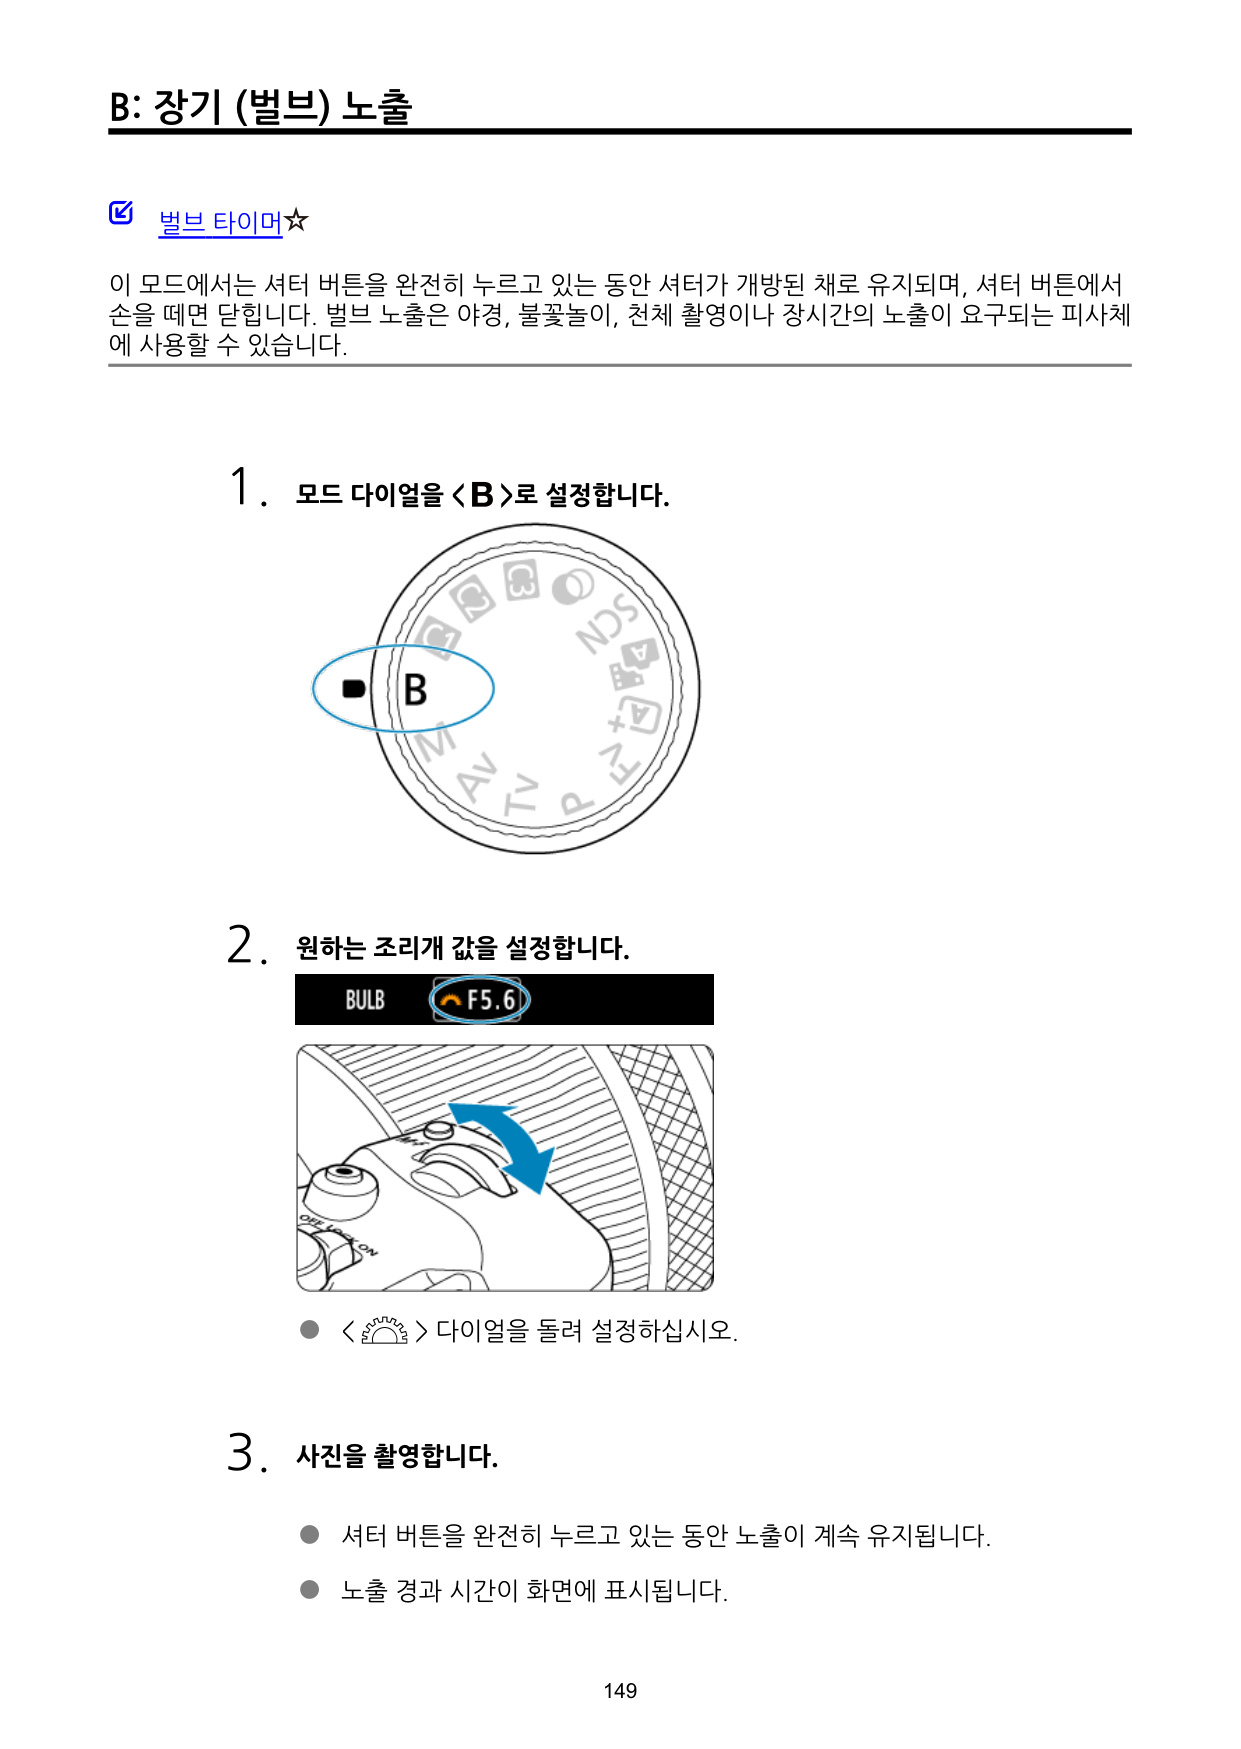 B: 장기 (벌브) 노출
벌브 타이머☆
이 모드에서는 셔터 버튼을 완전히 누르고 있는 동안 셔터가 개방된 채로 유지되며, 셔터 버튼에서
손을 떼면 닫힙니다. 벌브 노출은 야경, 불꽃놀이, 천체 촬영이나 장시간의 노출이 요구되는 피사체
에 사용할 수 있습니다.
1. 모드 다이얼을 <B>로 설정합니다.
C3
C2
SCN
C1
A
B
A+
M
Fv
Av
Tv
P
2. 원하는 조리개 값을 설정합니다.
BULB F5.6
M-Fn
OFF LOCK ON
● < > 다이얼을 돌려 설정하십시오.
3. 사진을 촬영합니다.
● 셔터 버튼을 완전히 누르고 있는 동안 노출이 계속 유지됩니다.
● 노출 경과 시간이 화면에 표시됩니다.
149